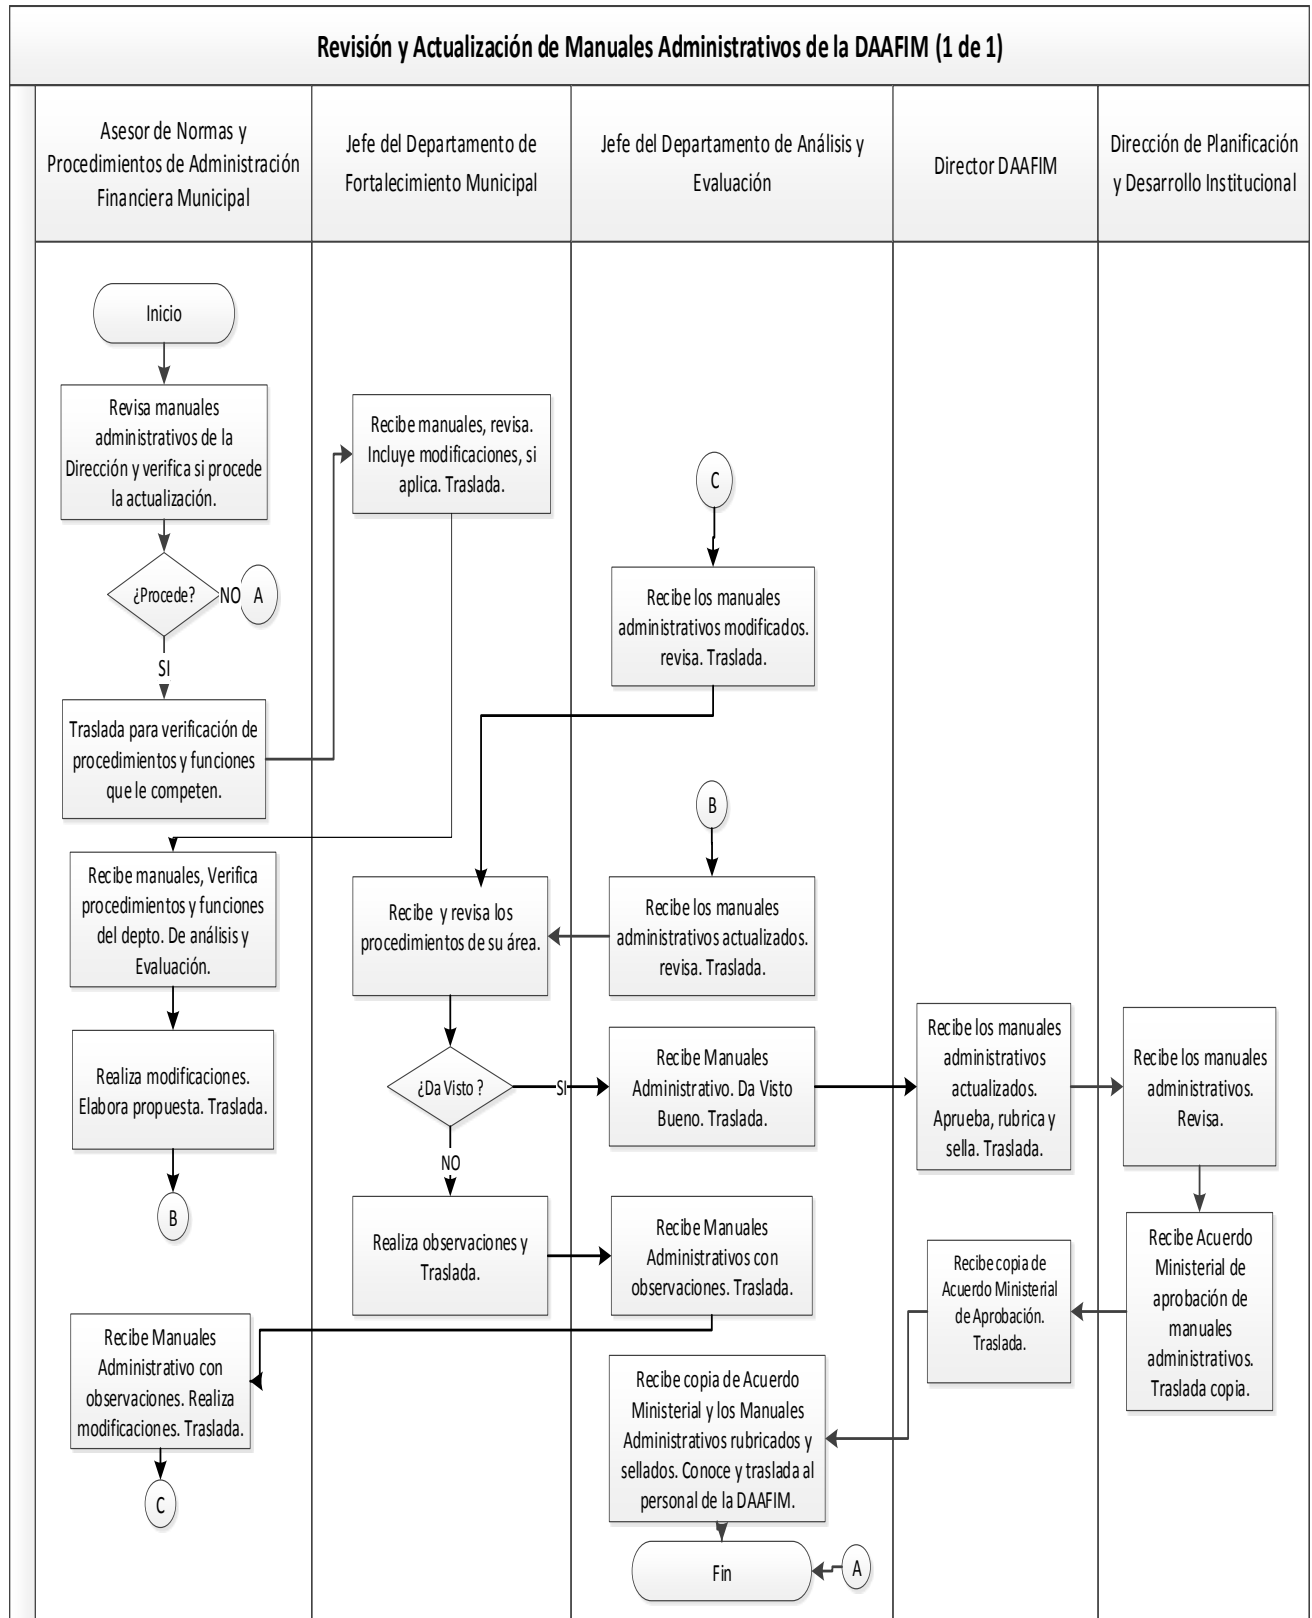 Revisión y Actualización de Manuales Administrativos de la DAAFIM (1 de 1)
Asesor de Normas y
Procedimientos de Administración
Financiera Municipal
Jefe del Departamento de
Fortalecimiento Municipal
Jefe del Departamento de Análisis y
Evaluación
Director DAAFIM
Dirección de Planificación
y Desarrollo Institucional
Inicio
Revisa manuales
administrativos de la
Dirección y verifica si procede
la actualización.
¿Procede?
NO
A
SI
Traslada para verificación de
procedimientos y funciones
que le competen.
Recibe manuales, revisa.
Incluye modificaciones, si
aplica. Traslada.
Recibe manuales, Verifica
procedimientos y funciones
del depto. De análisis y
Evaluación.
Realiza modificaciones.
Elabora propuesta. Traslada.
B
C
Recibe los manuales
administrativos modificados.
revisa. Traslada.
B
Recibe los manuales
administrativos actualizados.
revisa. Traslada.
Recibe y revisa los
procedimientos de su área.
¿Da Visto ?
SI
NO
Recibe Manuales
Administrativo. Da Visto
Bueno. Traslada.
Recibe los manuales
administrativos
actualizados.
Aprueba, rubrica y
sella. Traslada.
Recibe los manuales
administrativos.
Revisa.
Realiza observaciones y
Traslada.
Recibe Manuales
Administrativos con
observaciones. Traslada.
Recibe Manuales
Administrativo con
observaciones. Realiza
modificaciones. Traslada.
C
Recibe Acuerdo
Ministerial de
aprobación de
manuales
administrativos.
Traslada copia.
Recibe copia de
Acuerdo Ministerial
de Aprobación.
Traslada.
Recibe copia de Acuerdo
Ministerial y los Manuales
Administrativos rubricados y
sellados. Conoce y traslada al
personal de la DAAFIM.
Fin
A